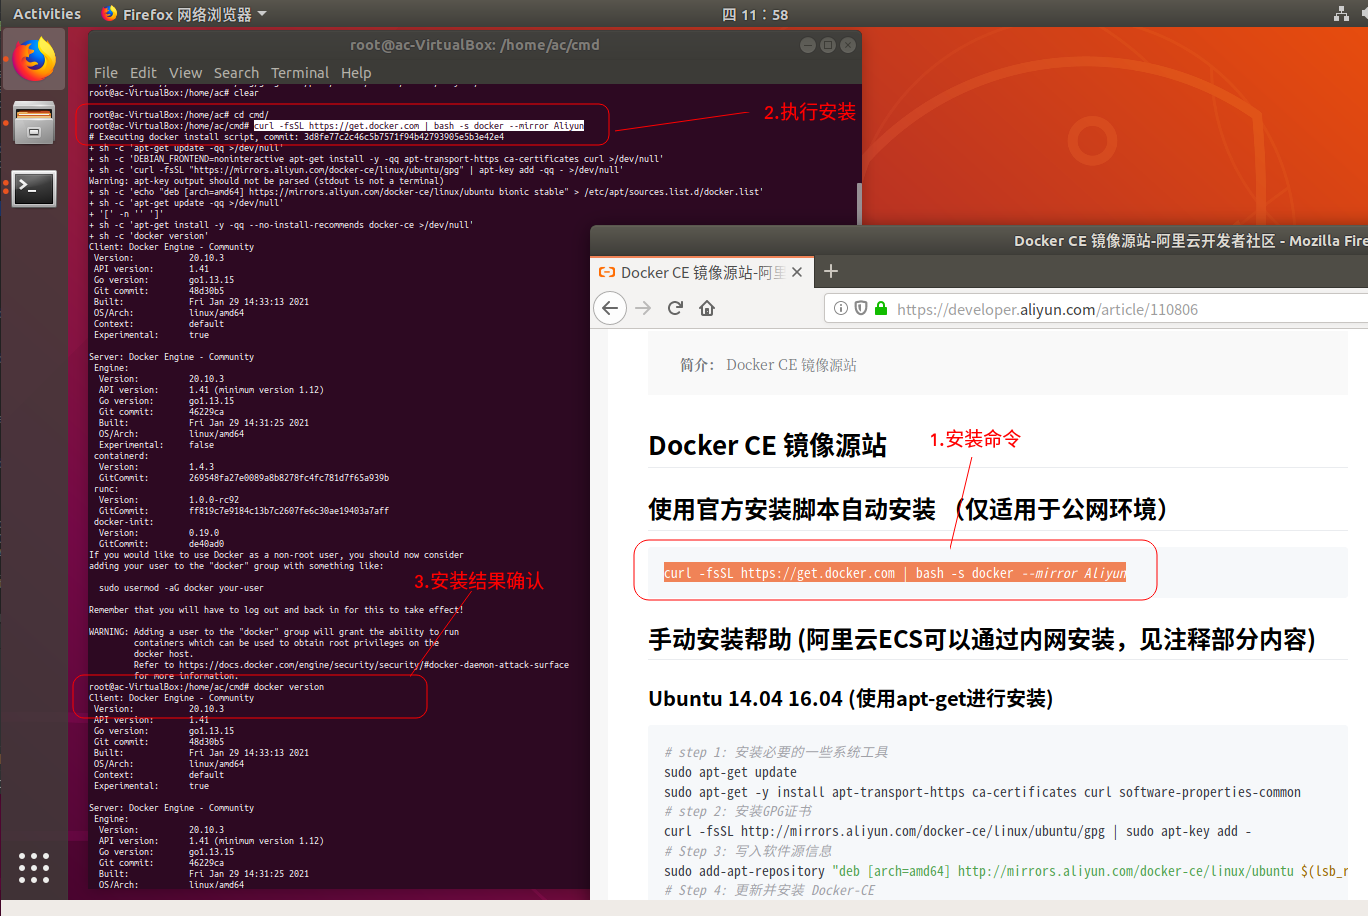 Activities
Firefox 网络浏览器
四 11：58
root@ac-VirtualBox: /home/ac/cmd
File Edit View Search Terminal Help
root@ac-VirtualBox:/home/ac# clear
root@ac-VirtualBox:/home/ac# cd cmd/
root@ac-VirtualBox:/home/ac/cmd# curl -fsSL https://get.docker.com | bash -s docker --mirror Aliyun
# Executing docker install script, commit: 3d8fe77c2c46c5b7571f94b42793905e5b3e42e4
+ sh -c 'apt-get update -qq >/dev/null'
+ sh -c 'DEBIAN_FRONTEND=noninteractive apt-get install -y -qq apt-transport-https ca-certificates curl >/dev/null'
+ sh -c 'curl -fsSL "https://mirrors.aliyun.com/docker-ce/linux/ubuntu/gpg" | apt-key add -qq - >/dev/null'
Warning: apt-key output should not be parsed (stdout is not a terminal)
+ sh -c 'echo "deb [arch=amd64] https://mirrors.aliyun.com/docker-ce/linux/ubuntu bionic stable" > /etc/apt/sources.list.d/docker.list'
+ sh -c 'apt-get update -qq >/dev/null'
+ '[' -n '' ']'
+ sh -c 'apt-get install -y -qq --no-install-recommends docker-ce >/dev/null'
+ sh -c 'docker version'
Client: Docker Engine - Community
Version: 20.10.3
API version: 1.41
Go version: go1.13.15
Git commit: 48d30b5
Built: Fri Jan 29 14:33:13 2021
OS/Arch: linux/amd64
Context: default
Experimental: true
Server: Docker Engine - Community
Engine:
Version: 20.10.3
API version: 1.41 (minimum version 1.12)
Go version: go1.13.15
Git commit: 46229ca
Built: Fri Jan 29 14:31:25 2021
OS/Arch: linux/amd64
Experimental: false
containerd:
Version: 1.4.3
GitCommit: 269548fa27e0089a8b8278fc4fc781d7f65a939b
runc:
Version: 1.0.0-rc92
GitCommit: ff819c7e9184c13b7c2607fe6c30ae19403a7aff
docker-init:
Version: 0.19.0
GitCommit: de40ad0
If you would like to use Docker as a non-root user, you should now consider
adding your user to the "docker" group with something like:
sudo usermod -aG docker your-user
Remember that you will have to log out and back in for this to take effect!
WARNING: Adding a user to the "docker" group will grant the ability to run
containers which can be used to obtain root privileges on the
docker host.
Refer to https://docs.docker.com/engine/security/security/#docker-daemon-attack-surface
for more information.
root@ac-VirtualBox:/home/ac/cmd# docker version
Client: Docker Engine - Community
Version: 20.10.3
API version: 1.41
Go version: go1.13.15
Git commit: 48d30b5
Built: Fri Jan 29 14:33:13 2021
OS/Arch: linux/amd64
Context: default
Experimental: true
Server: Docker Engine - Community
Engine:
Version: 20.10.3
API version: 1.41 (minimum version 1.12)
Go version: go1.13.15
Git commit: 46229ca
Built: Fri Jan 29 14:31:25 2021
OS/Arch: linux/amd64
2.执行安装
3.安装结果确认
Docker CE 镜像源站-阿里云开发者社区 - Mozilla Fire
Docker CE 镜像源站-阿里
https://developer.aliyun.com/article/110806
简介： Docker CE 镜像源站
Docker CE 镜像源站
1.安装命令
使用官方安装脚本自动安装 （仅适用于公网环境）
curl -fsSL https://get.docker.com | bash -s docker --mirror Aliyun
手动安装帮助 (阿里云ECS可以通过内网安装，见注释部分内容)
Ubuntu 14.04 16.04 (使用apt-get进行安装)
# step 1: 安装必要的一些系统工具
sudo apt-get update
sudo apt-get -y install apt-transport-https ca-certificates curl software-properties-common
# step 2: 安装GPG证书
curl -fsSL http://mirrors.aliyun.com/docker-ce/linux/ubuntu/gpg | sudo apt-key add -
# Step 3: 写入软件源信息
sudo add-apt-repository "deb [arch=amd64] http://mirrors.aliyun.com/docker-ce/linux/ubuntu $(lsb_r
# Step 4: 更新并安装 Docker-CE